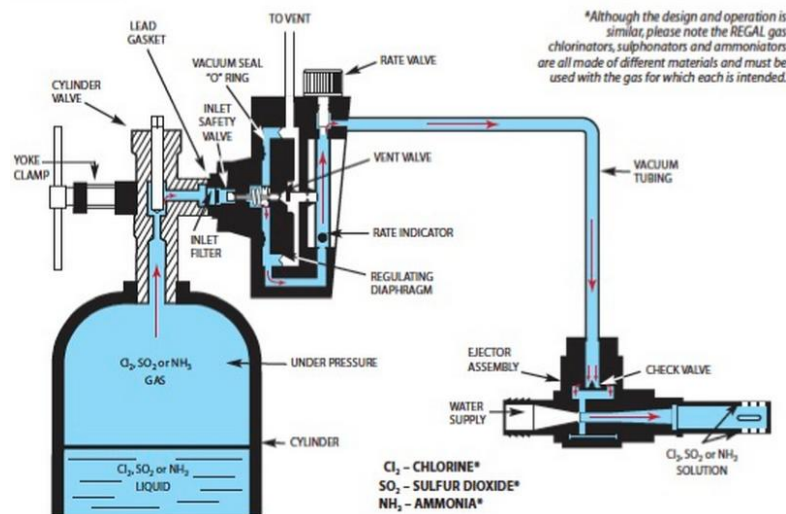 LEAD
GASKET
TO VENT
*Although the design and operation is
similar, please note the REGAL gas
chlorinators, sulphonators and ammoniators
are all made of different materials and must be
used with the gas for which each is intended.
VACUUM SEAL
"O" RING
RATE VALVE
CYLINDER
VALVE
INLET
SAFETY
VALVE
YOKE
CLAMP
VENT VALVE
VACUUM
TUBING
INLET
FILTER
RATE INDICATOR
REGULATING
DIAPHRAGM
Cl₂, SO₂ or NH₃
GAS
UNDER PRESSURE
EJECTOR
ASSEMBLY
CHECK VALVE
WATER
SUPPLY
CYLINDER
Cl₂, SO₂ or NH₃
LIQUID
Cl₂, SO₂ or NH₃
SOLUTION
Cl₂ – CHLORINE*
SO₂ – SULFUR DIOXIDE*
NH₃ – AMMONIA*